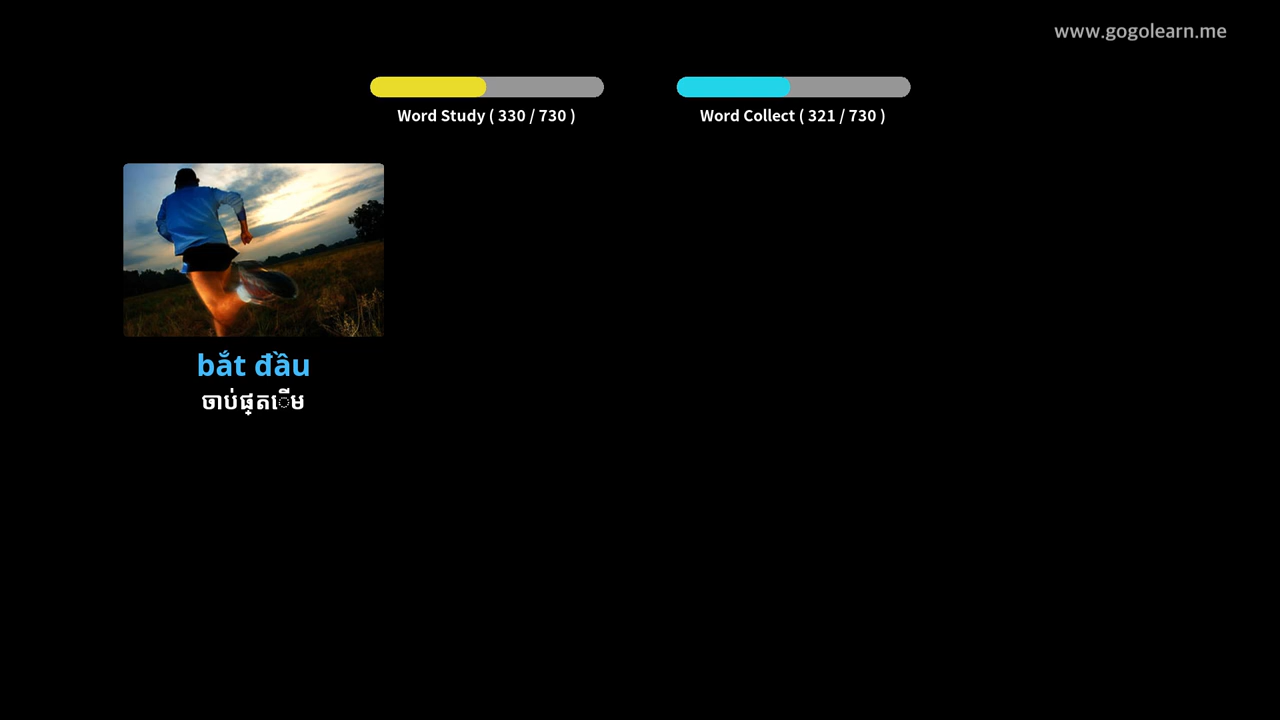 www.gogolearn.me
Word Study ( 330 / 730 )
Word Collect ( 321 / 730 )
bắt đầu
ចាប់ផ្តើម